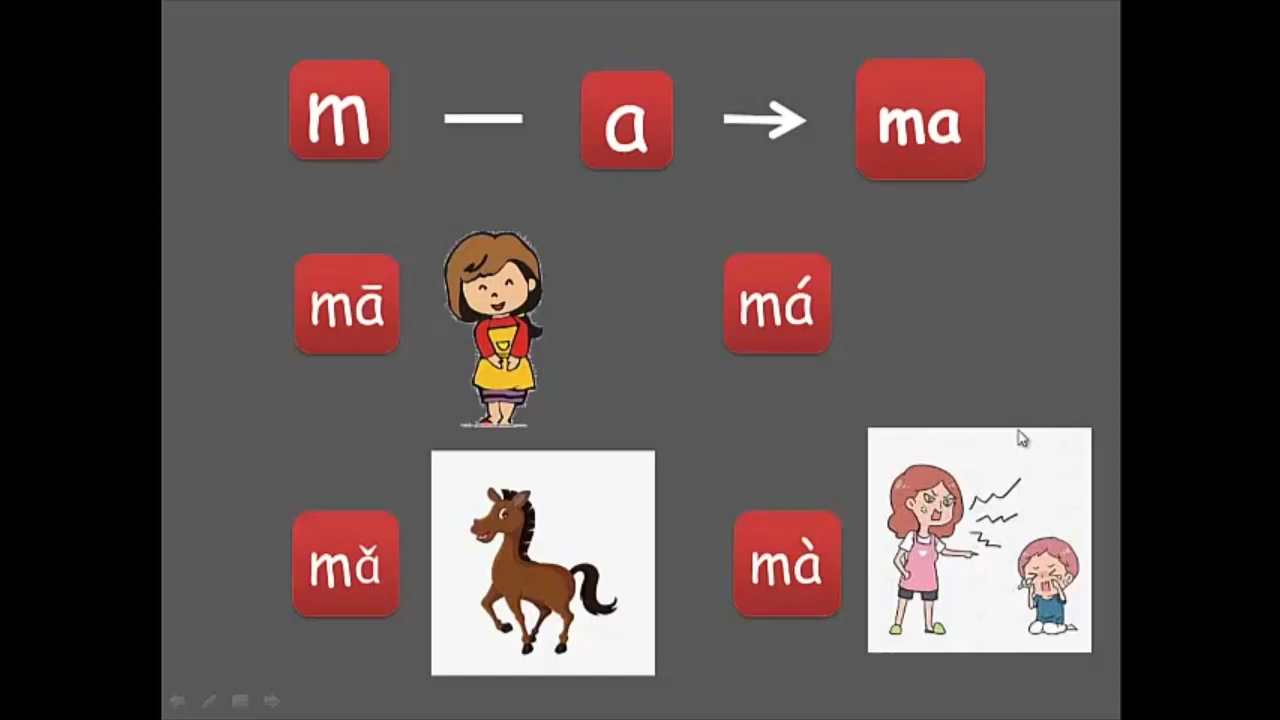 m — a → ma
mā má
mǎ mà